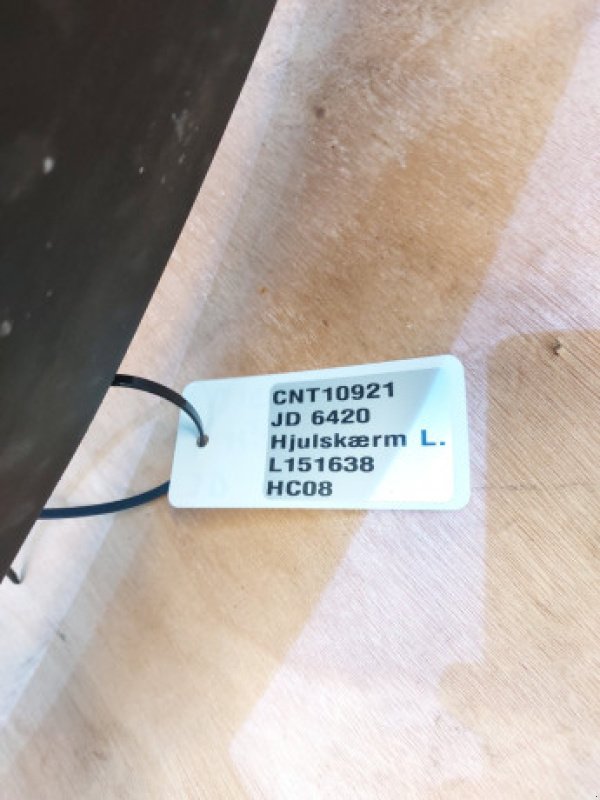 CNT10921
JD 6420
Hjulskærm L.
L151638
HC08